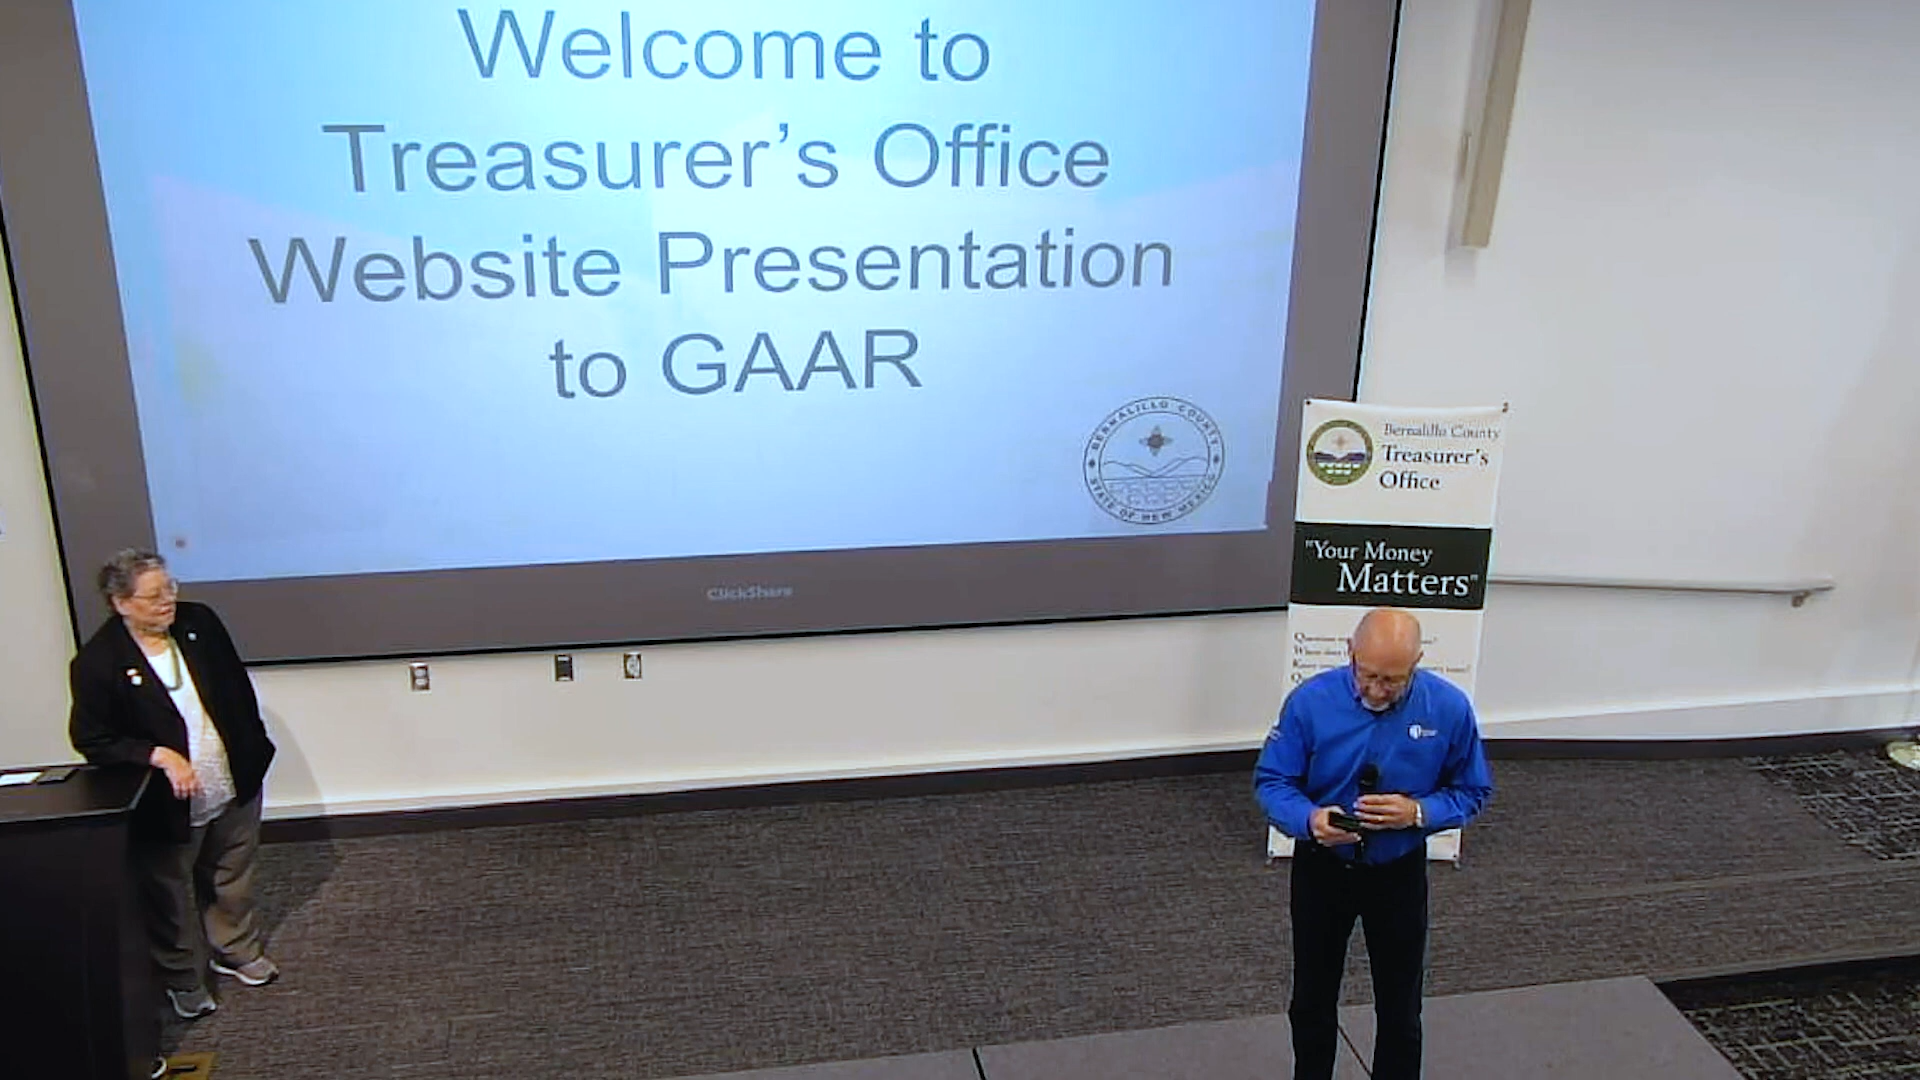 Welcome to
Treasurer's Office
Website Presentation
to GAAR
BERNALILLO COUNTY
STATE OF NEW MEXICO
ClickShare
Bernalillo County
Treasurer's
Office
"Your Money
Matters"